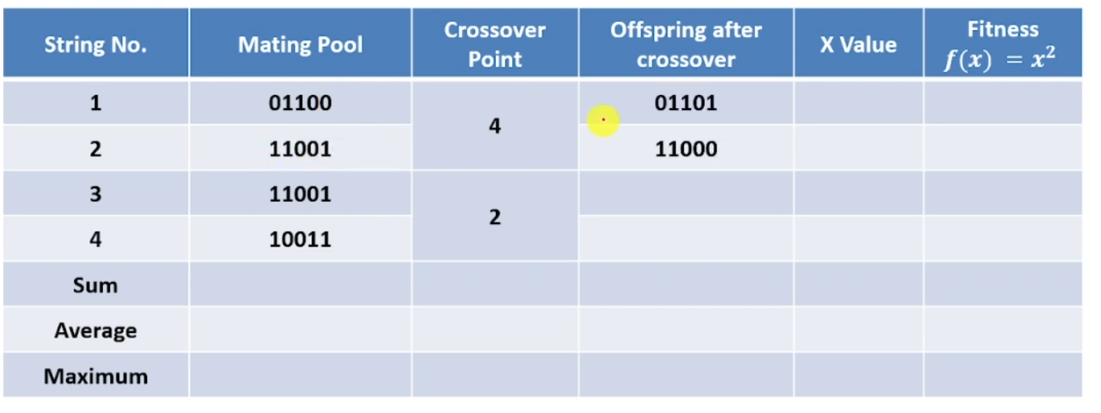 String No. Mating Pool Crossover Point Offspring after crossover X Value Fitness f(x) = x²
1 01100 4 01101
2 11001 11000
3 11001 2
4 10011
Sum
Average
Maximum